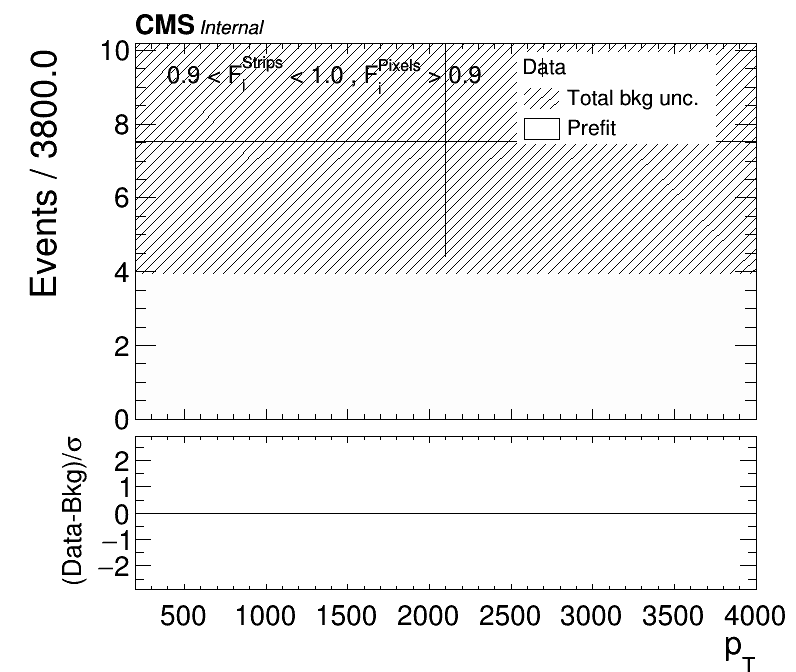 CMS Internal
Events / 3800.0
10
8
6
4
2
0
0.9 < F_i^Strips < 1.0 , F_i^Pixels > 0.9
Data
Total bkg unc.
Prefit
(Data-Bkg)/σ
2
1
0
−1
−2
500 1000 1500 2000 2500 3000 3500 4000
p_T